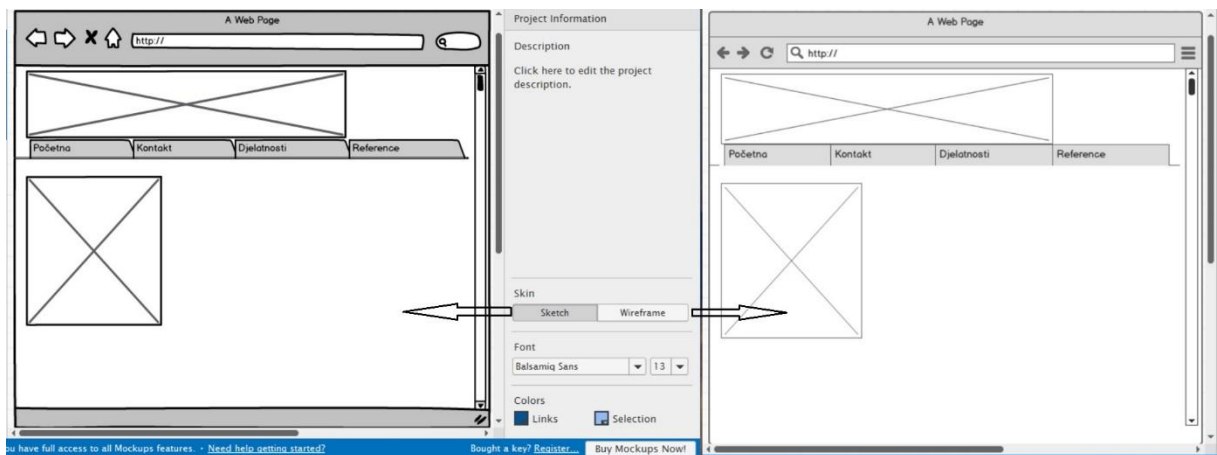 A Web Page
http://
Početna Kontakt Djelatnosti Reference
Project Information
Description
Click here to edit the project
description.
Skin
Sketch Wireframe
Font
Balsamiq Sans 13
Colors
Links Selection
ou have full access to all Mockups features. - Need help getting started? Bought a key? Register... Buy Mockups Now!
A Web Page
http://
Početna Kontakt Djelatnosti Reference